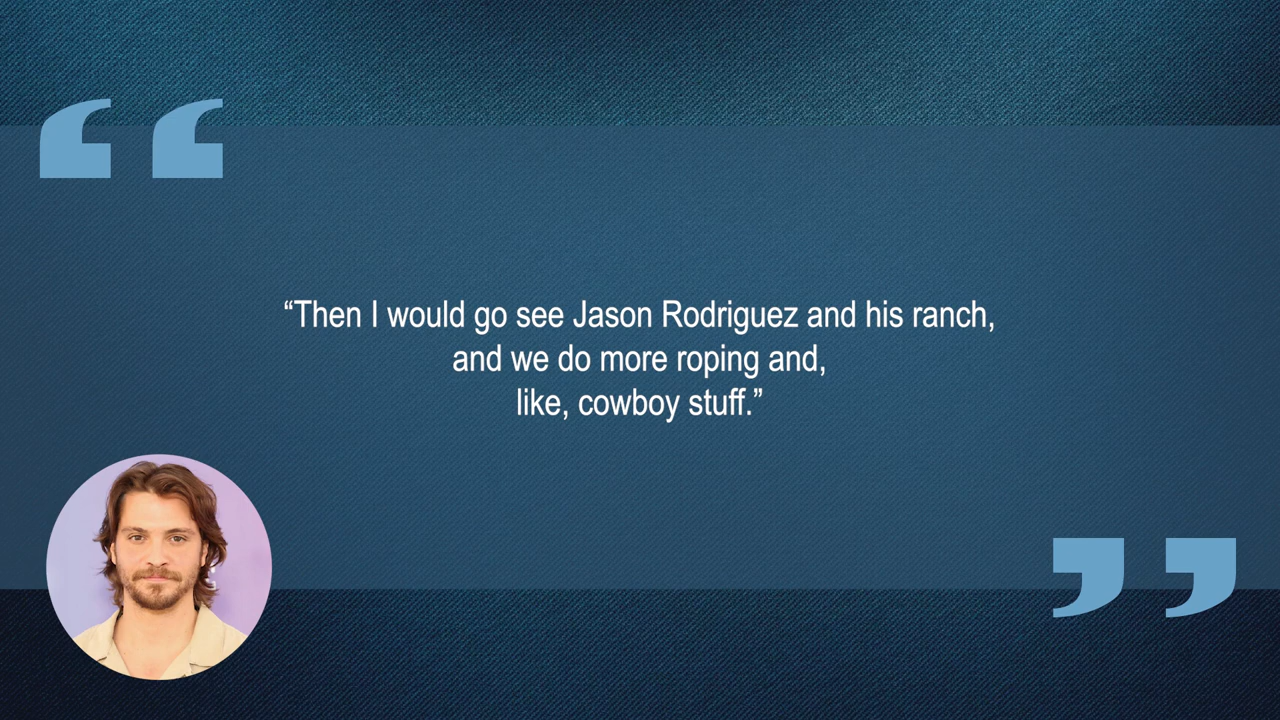 “Then I would go see Jason Rodriguez and his ranch,
and we do more roping and,
like, cowboy stuff.”